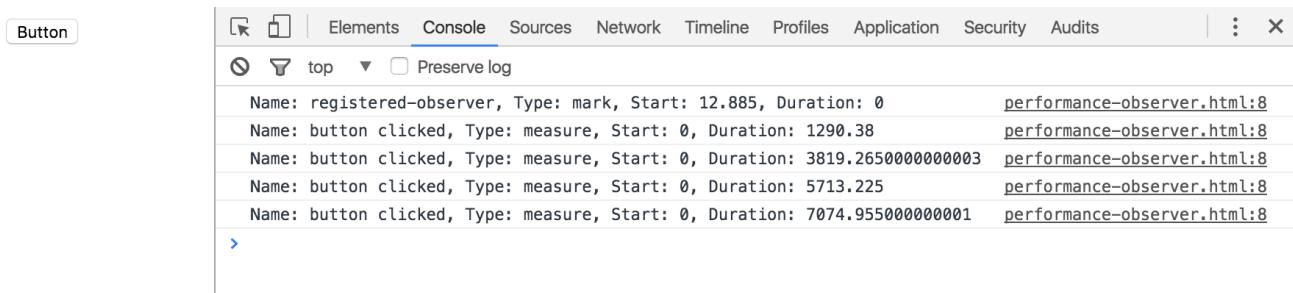 Button
Elements Console Sources Network Timeline Profiles Application Security Audits
top Preserve log
Name: registered-observer, Type: mark, Start: 12.885, Duration: 0 performance-observer.html:8
Name: button clicked, Type: measure, Start: 0, Duration: 1290.38 performance-observer.html:8
Name: button clicked, Type: measure, Start: 0, Duration: 3819.2650000000003 performance-observer.html:8
Name: button clicked, Type: measure, Start: 0, Duration: 5713.225 performance-observer.html:8
Name: button clicked, Type: measure, Start: 0, Duration: 7074.955000000001 performance-observer.html:8